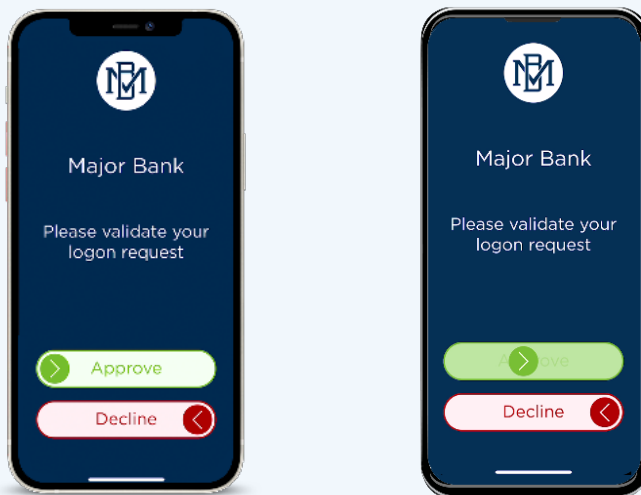 Major Bank
Please validate your
logon request
Approve
Decline
Major Bank
Please validate your
logon request
Decline